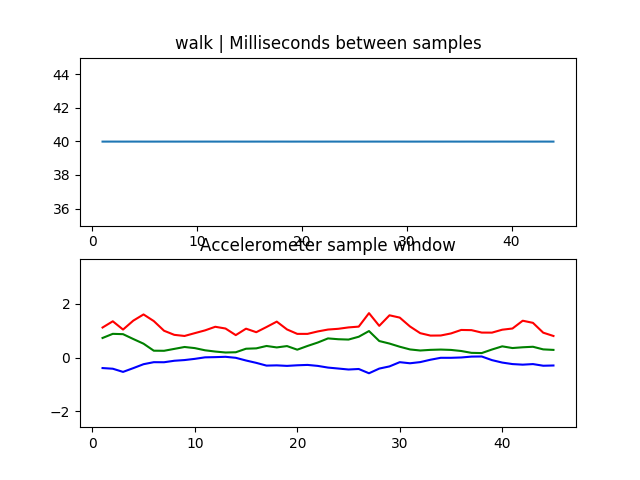 walk | Milliseconds between samples
44
42
40
38
36
0 10 20 30 40
Accelerometer sample window
2
0
−2
0 10 20 30 40